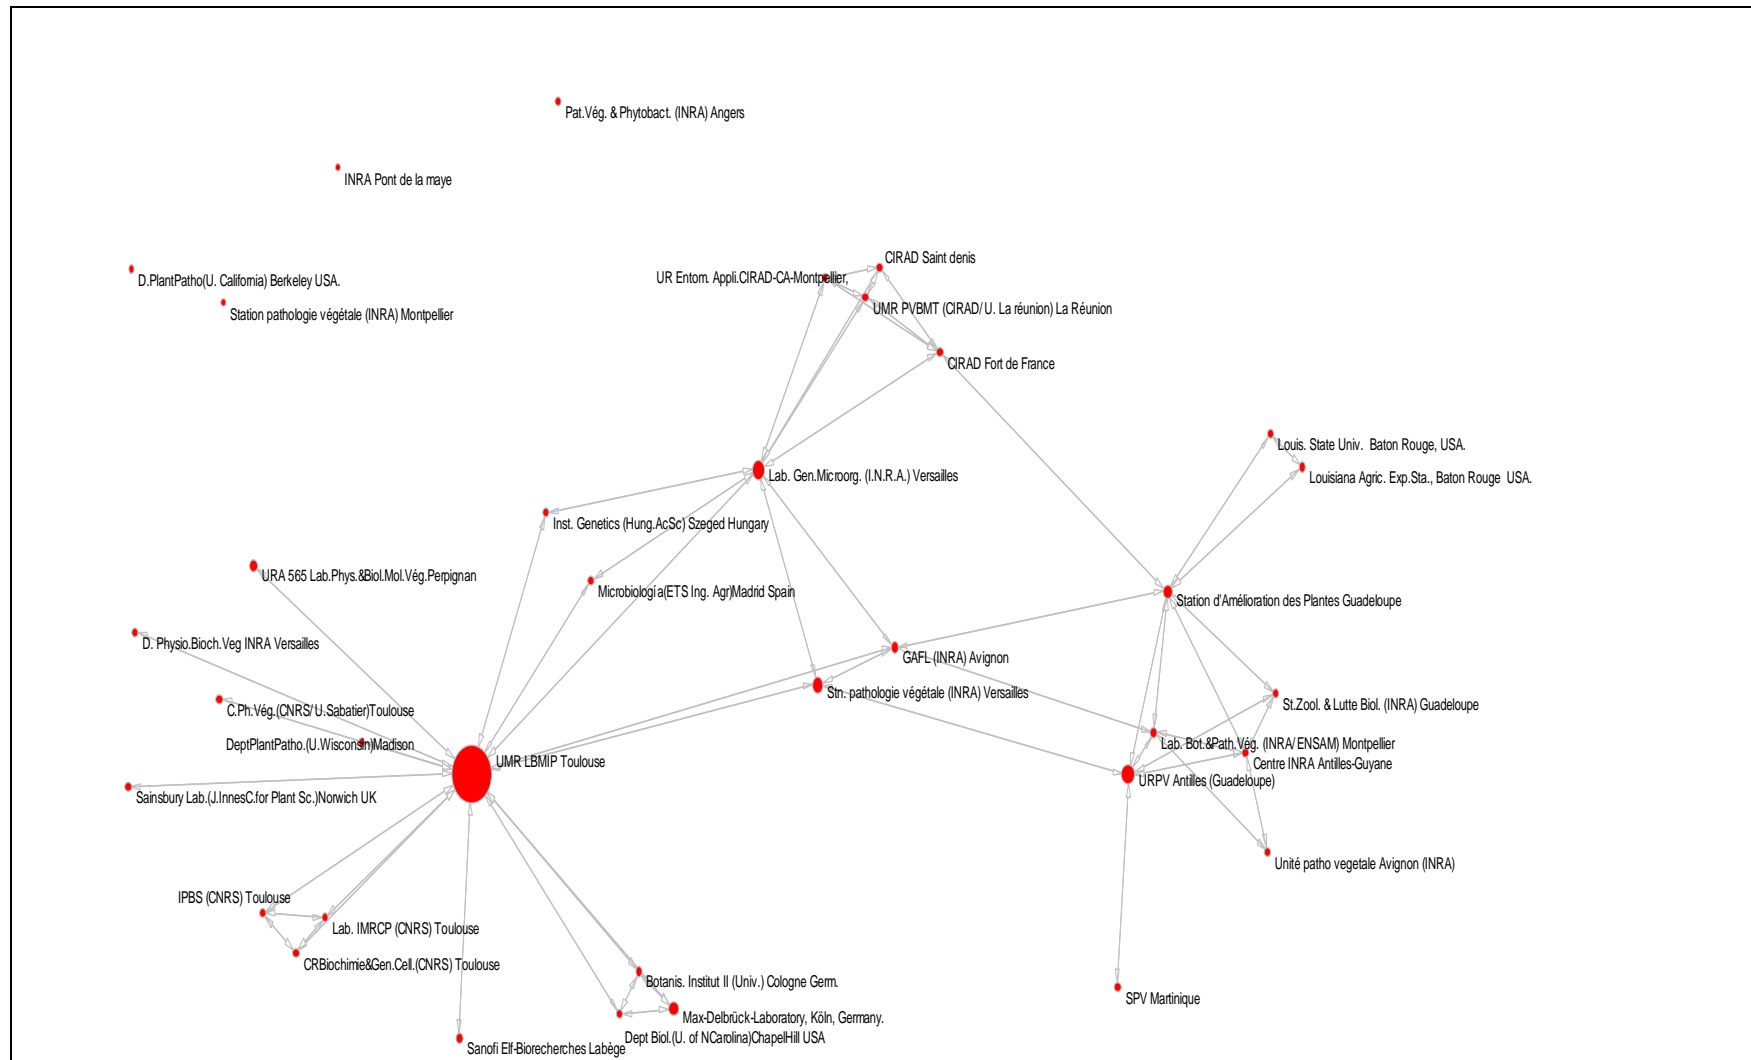 Pat.Vég. & Phytobact. (INRA) Angers
INRA Pont de la maye
D.PlantPatho(U. California) Berkeley USA.
Station pathologie végétale (INRA) Montpellier
CIRAD Saint denis
UR Entom. Appli.CIRAD-CA-Montpellier,
UMR PVBMT (CIRAD/ U. La réunion) La Réunion
CIRAD Fort de France
Louis. State Univ. Baton Rouge, USA.
Louisiana Agric. Exp.Sta., Baton Rouge USA.
Lab. Gen.Microorg. (I.N.R.A.) Versailles
Inst. Genetics (Hung.AcSc) Szeged Hungary
URA 565 Lab.Phys.&Biol.Mol.Vég.Perpignan
Microbiología(ETS Ing. Agr)Madrid Spain
Station d'Amélioration des Plantes Guadeloupe
D. Physio.Bioch.Veg INRA Versailles
GAFL (INRA) Avignon
Stn. pathologie végétale (INRA) Versailles
St.Zool. & Lutte Biol. (INRA) Guadeloupe
C.Ph.Vég.(CNRS/ U.Sabatier)Toulouse
DeptPlantPatho.(U.Wisconsin)Madison
Lab. Bot.&Path.Vég. (INRA/ ENSAM) Montpellier
UMR LBMIP Toulouse
Centre INRA Antilles-Guyane
URPV Antilles (Guadeloupe)
Sainsbury Lab.(J.InnesC.for Plant Sc.)Norwich UK
Unité patho vegetale Avignon (INRA)
IPBS (CNRS) Toulouse
Lab. IMRCP (CNRS) Toulouse
CRBiochimie&Gen.Cell.(CNRS) Toulouse
Botanis. Institut II (Univ.) Cologne Germ.
SPV Martinique
Max-Delbrück-Laboratory, Köln, Germany.
Dept Biol.(U. of NCarolina)ChapelHill USA
Sanofi Elf-Biorecherches Labège